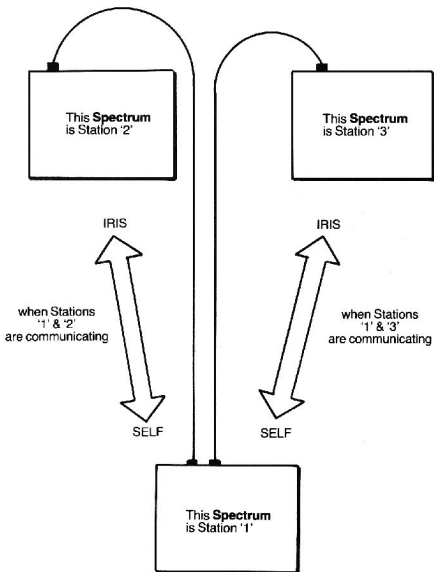 This Spectrum
is Station '2'
This Spectrum
is Station '3'
IRIS
IRIS
when Stations
'1' & '2'
are communicating
when Stations
'1' & '3'
are communicating
SELF
SELF
This Spectrum
is Station '1'